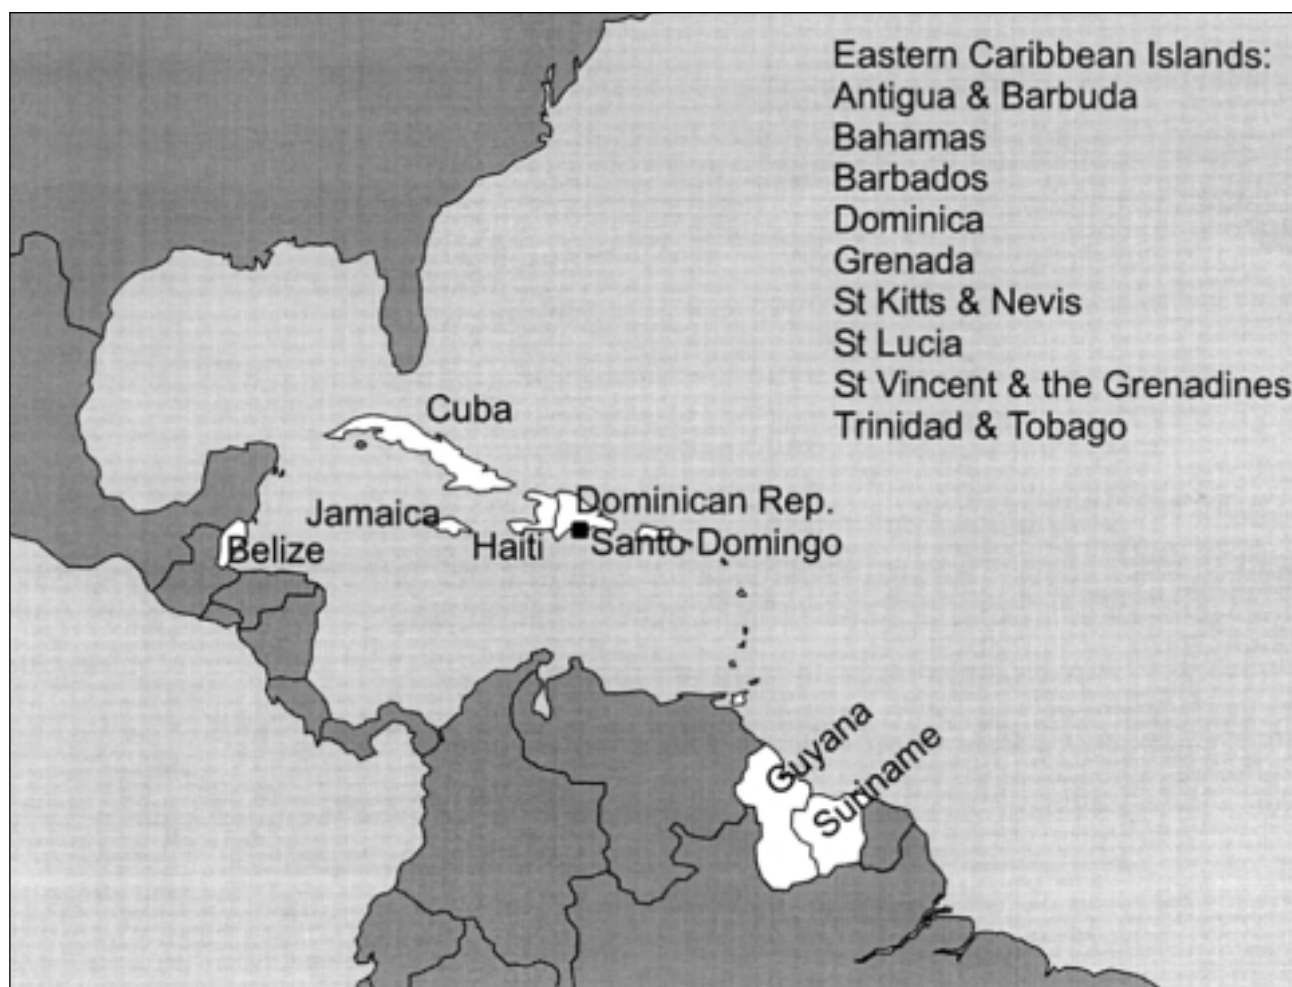 Eastern Caribbean Islands:
Antigua & Barbuda
Bahamas
Barbados
Dominica
Grenada
St Kitts & Nevis
St Lucia
St Vincent & the Grenadines
Trinidad & Tobago
Cuba
Dominican Rep.
Jamaica
Haiti
Santo Domingo
Belize
Guyana
Suriname